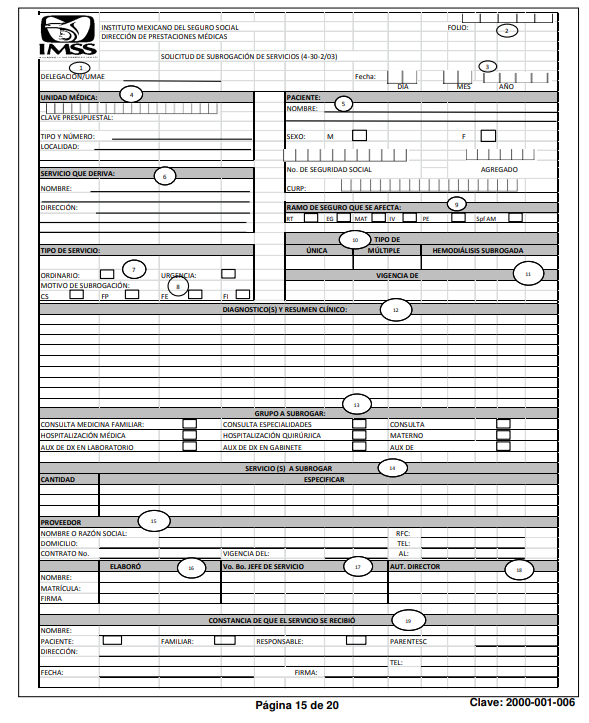 INSTITUTO MEXICANO DEL SEGURO SOCIAL
DIRECCIÓN DE PRESTACIONES MÉDICAS
FOLIO:
2
IMSS
SOLICITUD DE SUBROGACIÓN DE SERVICIOS (4-30-2/03)
1
3
DELEGACIÓN/UMAE
Fecha:
DÍA MES AÑO
UNIDAD MÉDICA: 4
PACIENTE:
NOMBRE: 5
CLAVE PRESUPUESTAL:
TIPO Y NÚMERO:
SEXO: M F
LOCALIDAD:
No. DE SEGURIDAD SOCIAL AGREGADO
SERVICIO QUE DERIVA: 6
NOMBRE:
CURP:
DIRECCIÓN:
RAMO DE SEGURO QUE SE AFECTA: 9
RT EG MAT IV PE Spf AM
10 TIPO DE
TIPO DE SERVICIO:
ÚNICA MÚLTIPLE HEMODIÁLISIS SUBROGADA
ORDINARIO: 7 URGENCIA:
VIGENCIA DE 11
MOTIVO DE SUBROGACIÓN: 8
CS FP FE FI
DIAGNOSTICO(S) Y RESUMEN CLÍNICO: 12
13
GRUPO A SUBROGAR:
CONSULTA MEDICINA FAMILIAR: CONSULTA ESPECIALIDADES CONSULTA
HOSPITALIZACIÓN MÉDICA HOSPITALIZACIÓN QUIRÚRJICA MATERNO
AUX DE DX EN LABORATORIO AUX DE DX EN GABINETE AUX DE
SERVICIO (S) A SUBROGAR 14
CANTIDAD ESPECIFICAR
PROVEEDOR 15
NOMBRE O RAZÓN SOCIAL: RFC:
DOMICILIO: TEL:
CONTRATO No. VIGENCIA DEL: AL:
ELABORÓ 16 Vo. Bo. JEFE DE SERVICIO 17 AUT. DIRECTOR 18
NOMBRE:
MATRÍCULA:
FIRMA
CONSTANCIA DE QUE EL SERVICIO SE RECIBIÓ 19
NOMBRE:
PACIENTE: FAMILIAR: RESPONSABLE: PARENTESC
DIRECCIÓN:
TEL:
FECHA: FIRMA:
Página 15 de 20
Clave: 2000-001-006